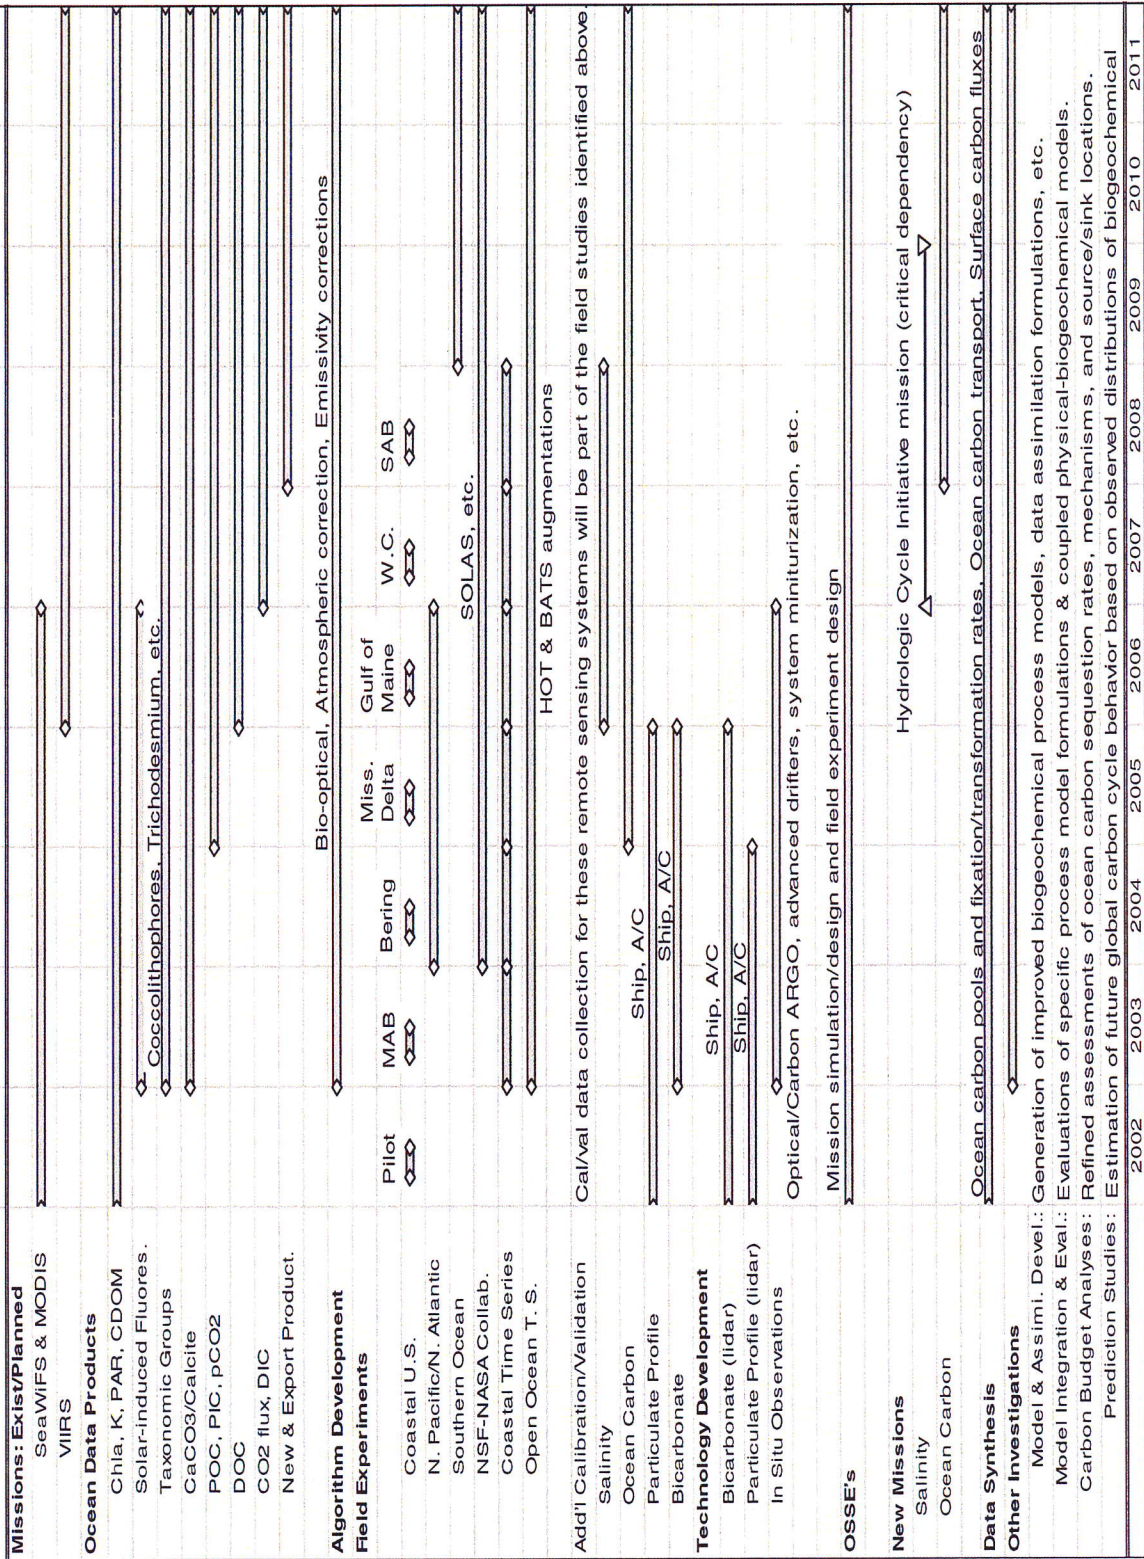 Missions: Exist/Planned
SeaWiFS & MODIS
VIIRS
Ocean Data Products
Chla, K, PAR, CDOM
Solar-induced Fluores.
Coccolithophores, Trichodesmium, etc.
Taxonomic Groups
CaCO3/Calcite
POC, PIC, pCO2
DOC
CO2 flux, DIC
New & Export Product.
Bio-optical, Atmospheric correction, Emissivity corrections
Algorithm Development
Field Experiments
Pilot MAB Bering Miss. Delta Gulf of Maine W.C. SAB
Coastal U.S.
N. Pacific/N. Atlantic
Southern Ocean SOLAS, etc.
NSF-NASA Collab.
Coastal Time Series
Open Ocean T. S.
HOT & BATS augmentations
Add'l Calibration/Validation Cal/val data collection for these remote sensing systems will be part of the field studies identified above.
Salinity
Ocean Carbon
Ship, A/C
Particulate Profile
Ship, A/C
Bicarbonate
Technology Development
Ship, A/C
Bicarbonate (lidar)
Ship, A/C
Particulate Profile (lidar)
In Situ Observations
Optical/Carbon ARGO, advanced drifters, system miniturization, etc.
Mission simulation/design and field experiment design
OSSE's
New Missions Hydrologic Cycle Initiative mission (critical dependency)
Salinity
Ocean Carbon
Ocean carbon pools and fixation/transformation rates, Ocean carbon transport, Surface carbon fluxes
Data Synthesis
Other Investigations
Model & Assimi. Devel.: Generation of improved biogeochemical process models, data assimilation formulations, etc.
Model Integration & Eval.: Evaluations of specific process model formulations & coupled physical-biogeochemical models.
Carbon Budget Analyses: Refined assessments of ocean carbon sequestion rates, mechanisms, and source/sink locations.
Prediction Studies: Estimation of future global carbon cycle behavior based on observed distributions of biogeochemical
2002 2003 2004 2005 2006 2007 2008 2009 2010 2011